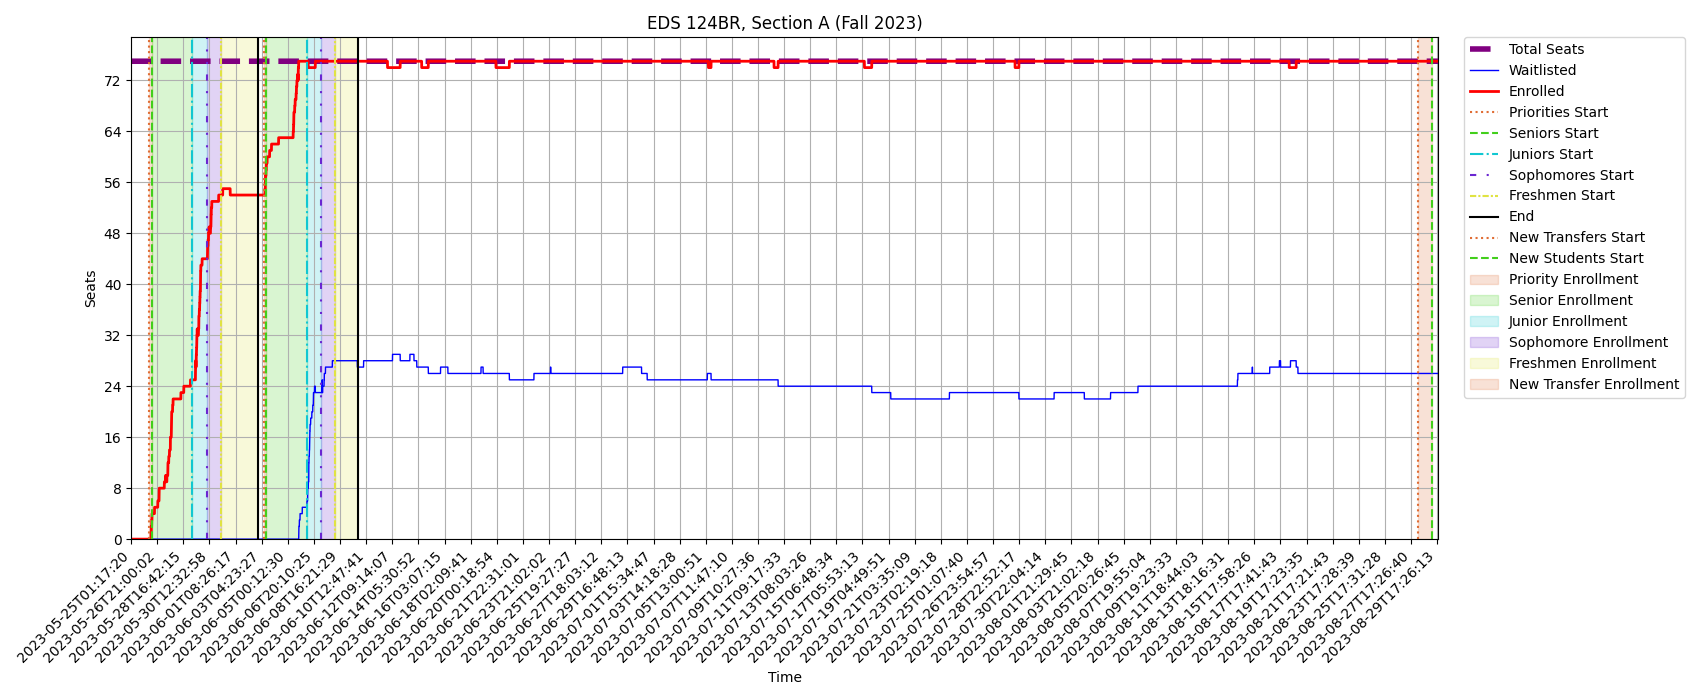 EDS 124BR, Section A (Fall 2023)
Seats
72
64
56
48
40
32
24
16
8
0
2023-05-25T01:17:20
2023-05-26T21:00:02
2023-05-28T16:42:15
2023-05-30T12:32:58
2023-06-01T08:26:17
2023-06-03T04:23:27
2023-06-05T00:12:30
2023-06-06T20:10:25
2023-06-08T16:21:29
2023-06-10T12:47:41
2023-06-12T09:14:07
2023-06-14T05:30:52
2023-06-16T03:07:15
2023-06-18T02:09:41
2023-06-20T00:18:54
2023-06-21T22:31:01
2023-06-23T21:02:02
2023-06-25T19:27:27
2023-06-27T18:03:12
2023-06-29T16:48:13
2023-07-01T15:34:47
2023-07-03T14:18:28
2023-07-05T13:00:51
2023-07-07T11:47:10
2023-07-09T10:27:36
2023-07-11T09:17:33
2023-07-13T08:03:26
2023-07-15T06:48:34
2023-07-17T05:53:13
2023-07-19T04:49:51
2023-07-21T03:35:09
2023-07-23T02:19:18
2023-07-25T01:07:40
2023-07-26T23:54:57
2023-07-28T22:52:17
2023-07-30T22:04:14
2023-08-01T21:29:45
2023-08-03T21:02:18
2023-08-05T20:26:45
2023-08-07T19:55:04
2023-08-09T19:23:33
2023-08-11T18:44:03
2023-08-13T18:16:31
2023-08-15T17:58:26
2023-08-17T17:41:43
2023-08-19T17:23:35
2023-08-21T17:21:43
2023-08-23T17:28:39
2023-08-25T17:31:28
2023-08-27T17:26:40
2023-08-29T17:26:13
Time
Total Seats
Waitlisted
Enrolled
Priorities Start
Seniors Start
Juniors Start
Sophomores Start
Freshmen Start
End
New Transfers Start
New Students Start
Priority Enrollment
Senior Enrollment
Junior Enrollment
Sophomore Enrollment
Freshmen Enrollment
New Transfer Enrollment